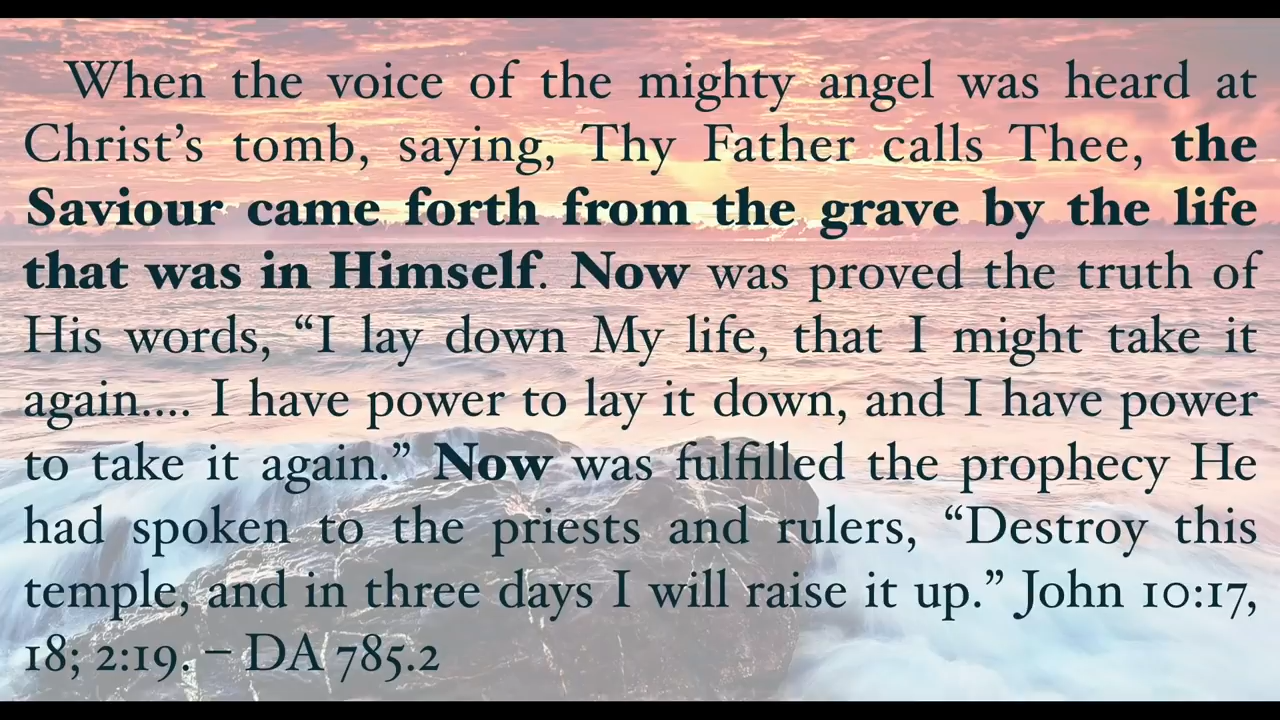 When the voice of the mighty angel was heard at
Christ’s tomb, saying, Thy Father calls Thee, the
Saviour came forth from the grave by the life
that was in Himself. Now was proved the truth of
His words, “I lay down My life, that I might take it
again.... I have power to lay it down, and I have power
to take it again.” Now was fulfilled the prophecy He
had spoken to the priests and rulers, “Destroy this
temple, and in three days I will raise it up.” John 10:17,
18; 2:19. – DA 785.2